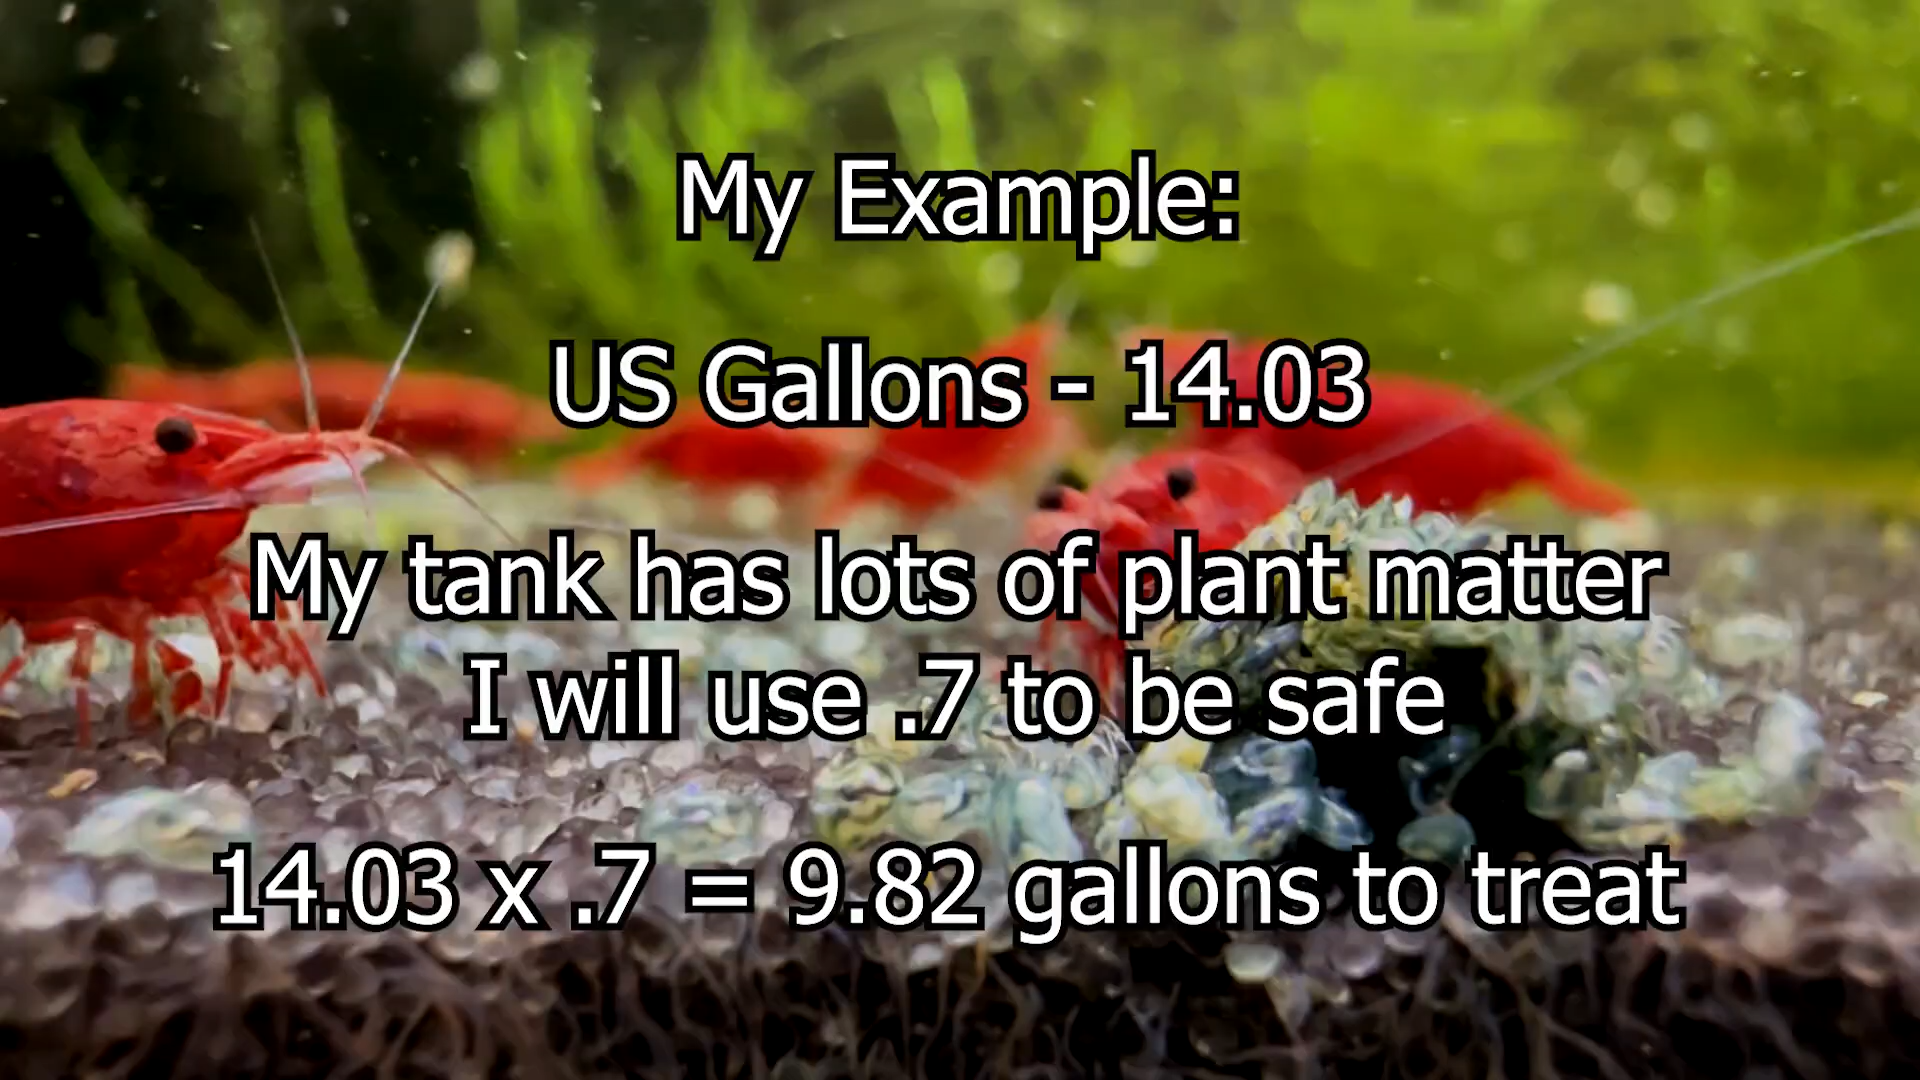 My Example:
US Gallons - 14.03
My tank has lots of plant matter
I will use .7 to be safe
14.03 x .7 = 9.82 gallons to treat